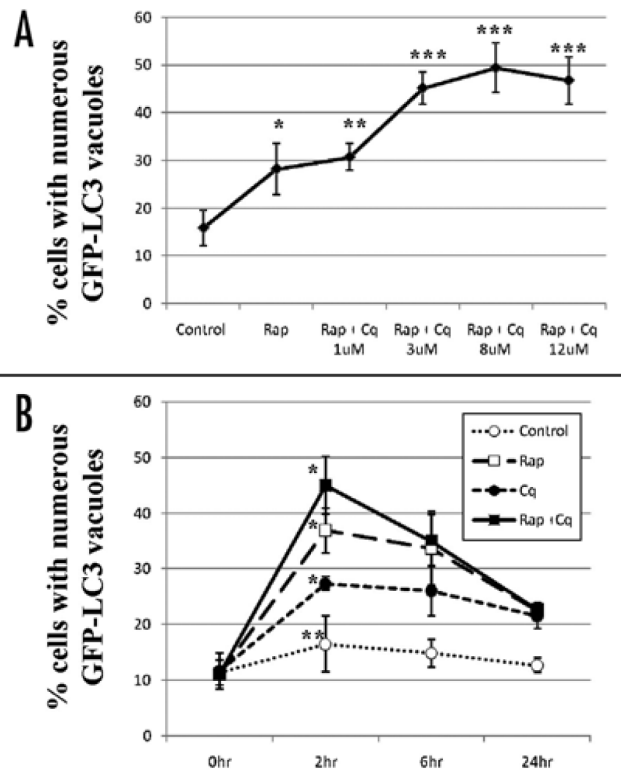 A
% cells with numerous
GFP-LC3 vacuoles
60
50
40
30
20
10
0
*
**
***
***
***
Control
Rap
Rap + Cq
1uM
Rap + Cq
3uM
Rap + Cq
8uM
Rap + Cq
12uM
B
% cells with numerous
GFP-LC3 vacuoles
60
50
40
30
20
10
0
*
*
*
**
Control
Rap
Cq
Rap +Cq
0hr
2hr
6hr
24hr